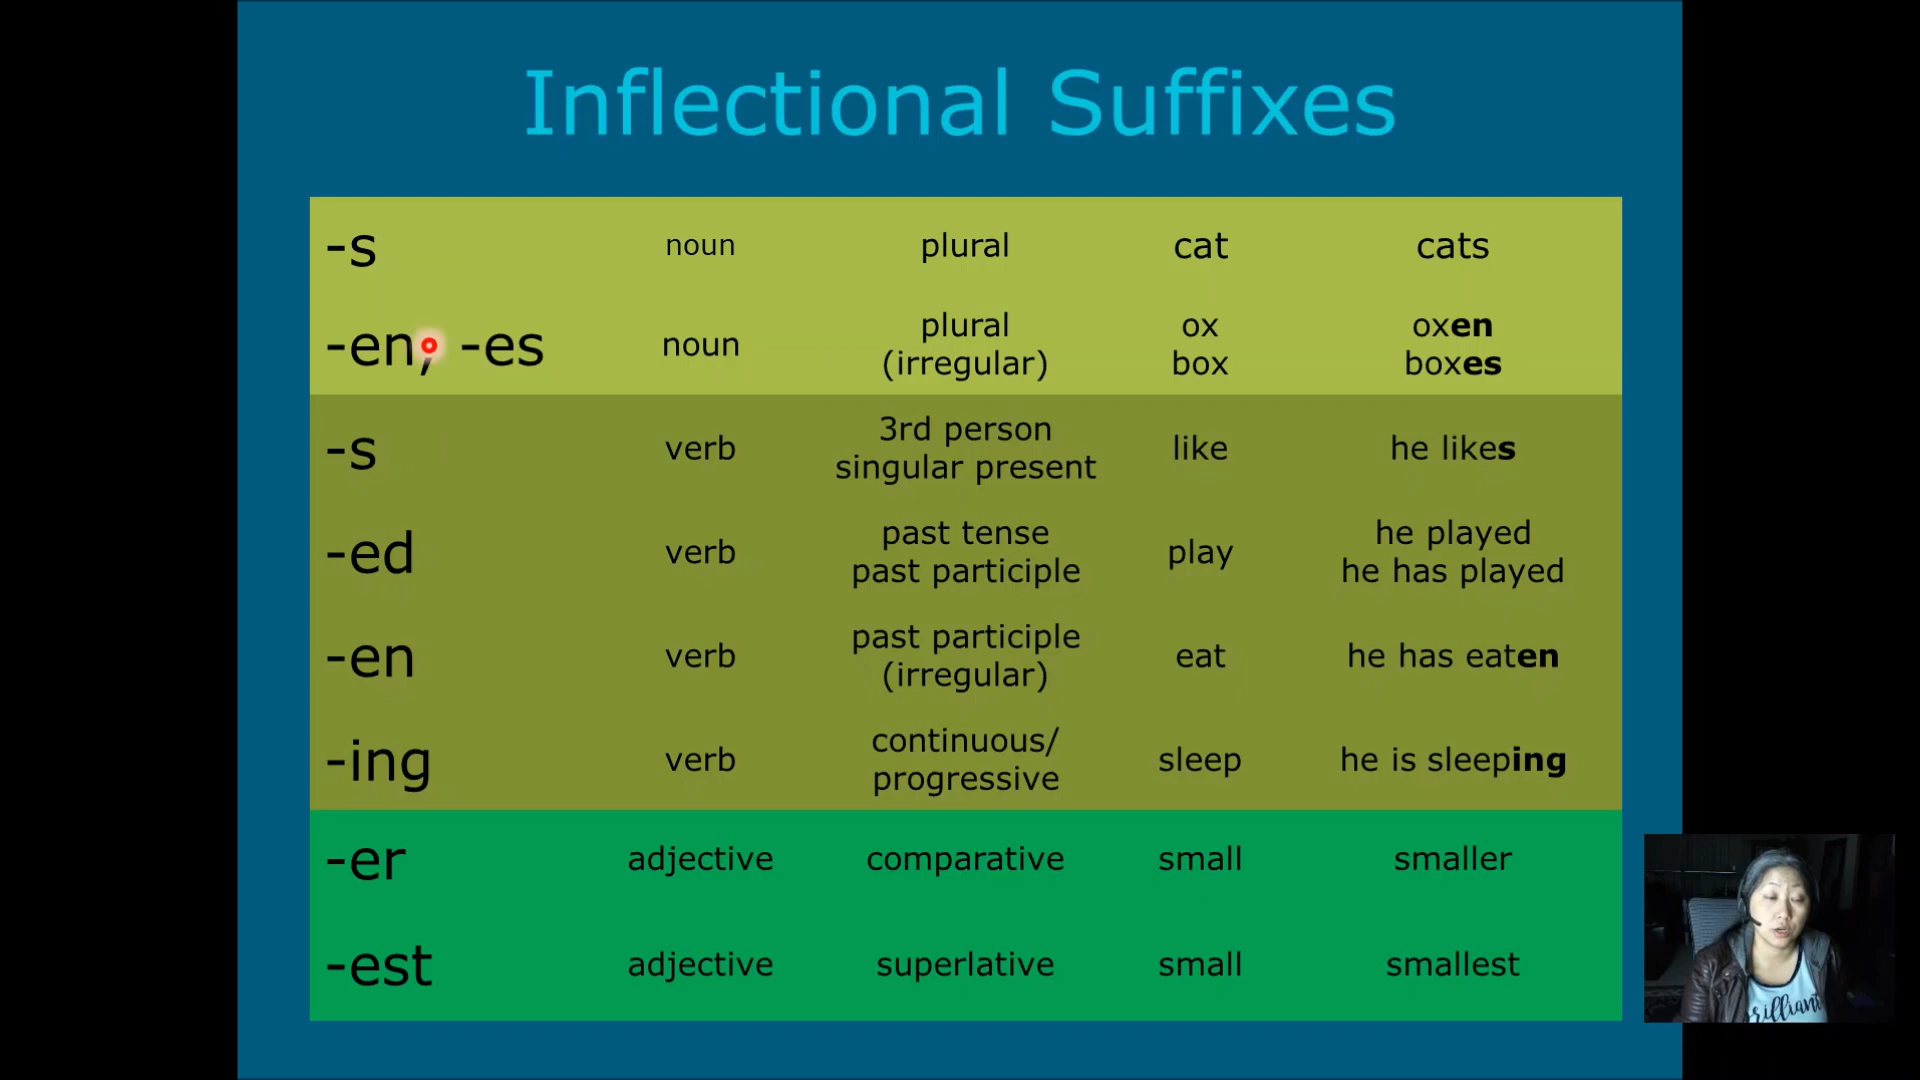 Inflectional Suffixes
-s noun plural cat cats
-en, -es noun plural (irregular) ox box oxen boxes
-s verb 3rd person singular present like he likes
-ed verb past tense past participle play he played he has played
-en verb past participle (irregular) eat he has eaten
-ing verb continuous/ progressive sleep he is sleeping
-er adjective comparative small smaller
-est adjective superlative small smallest